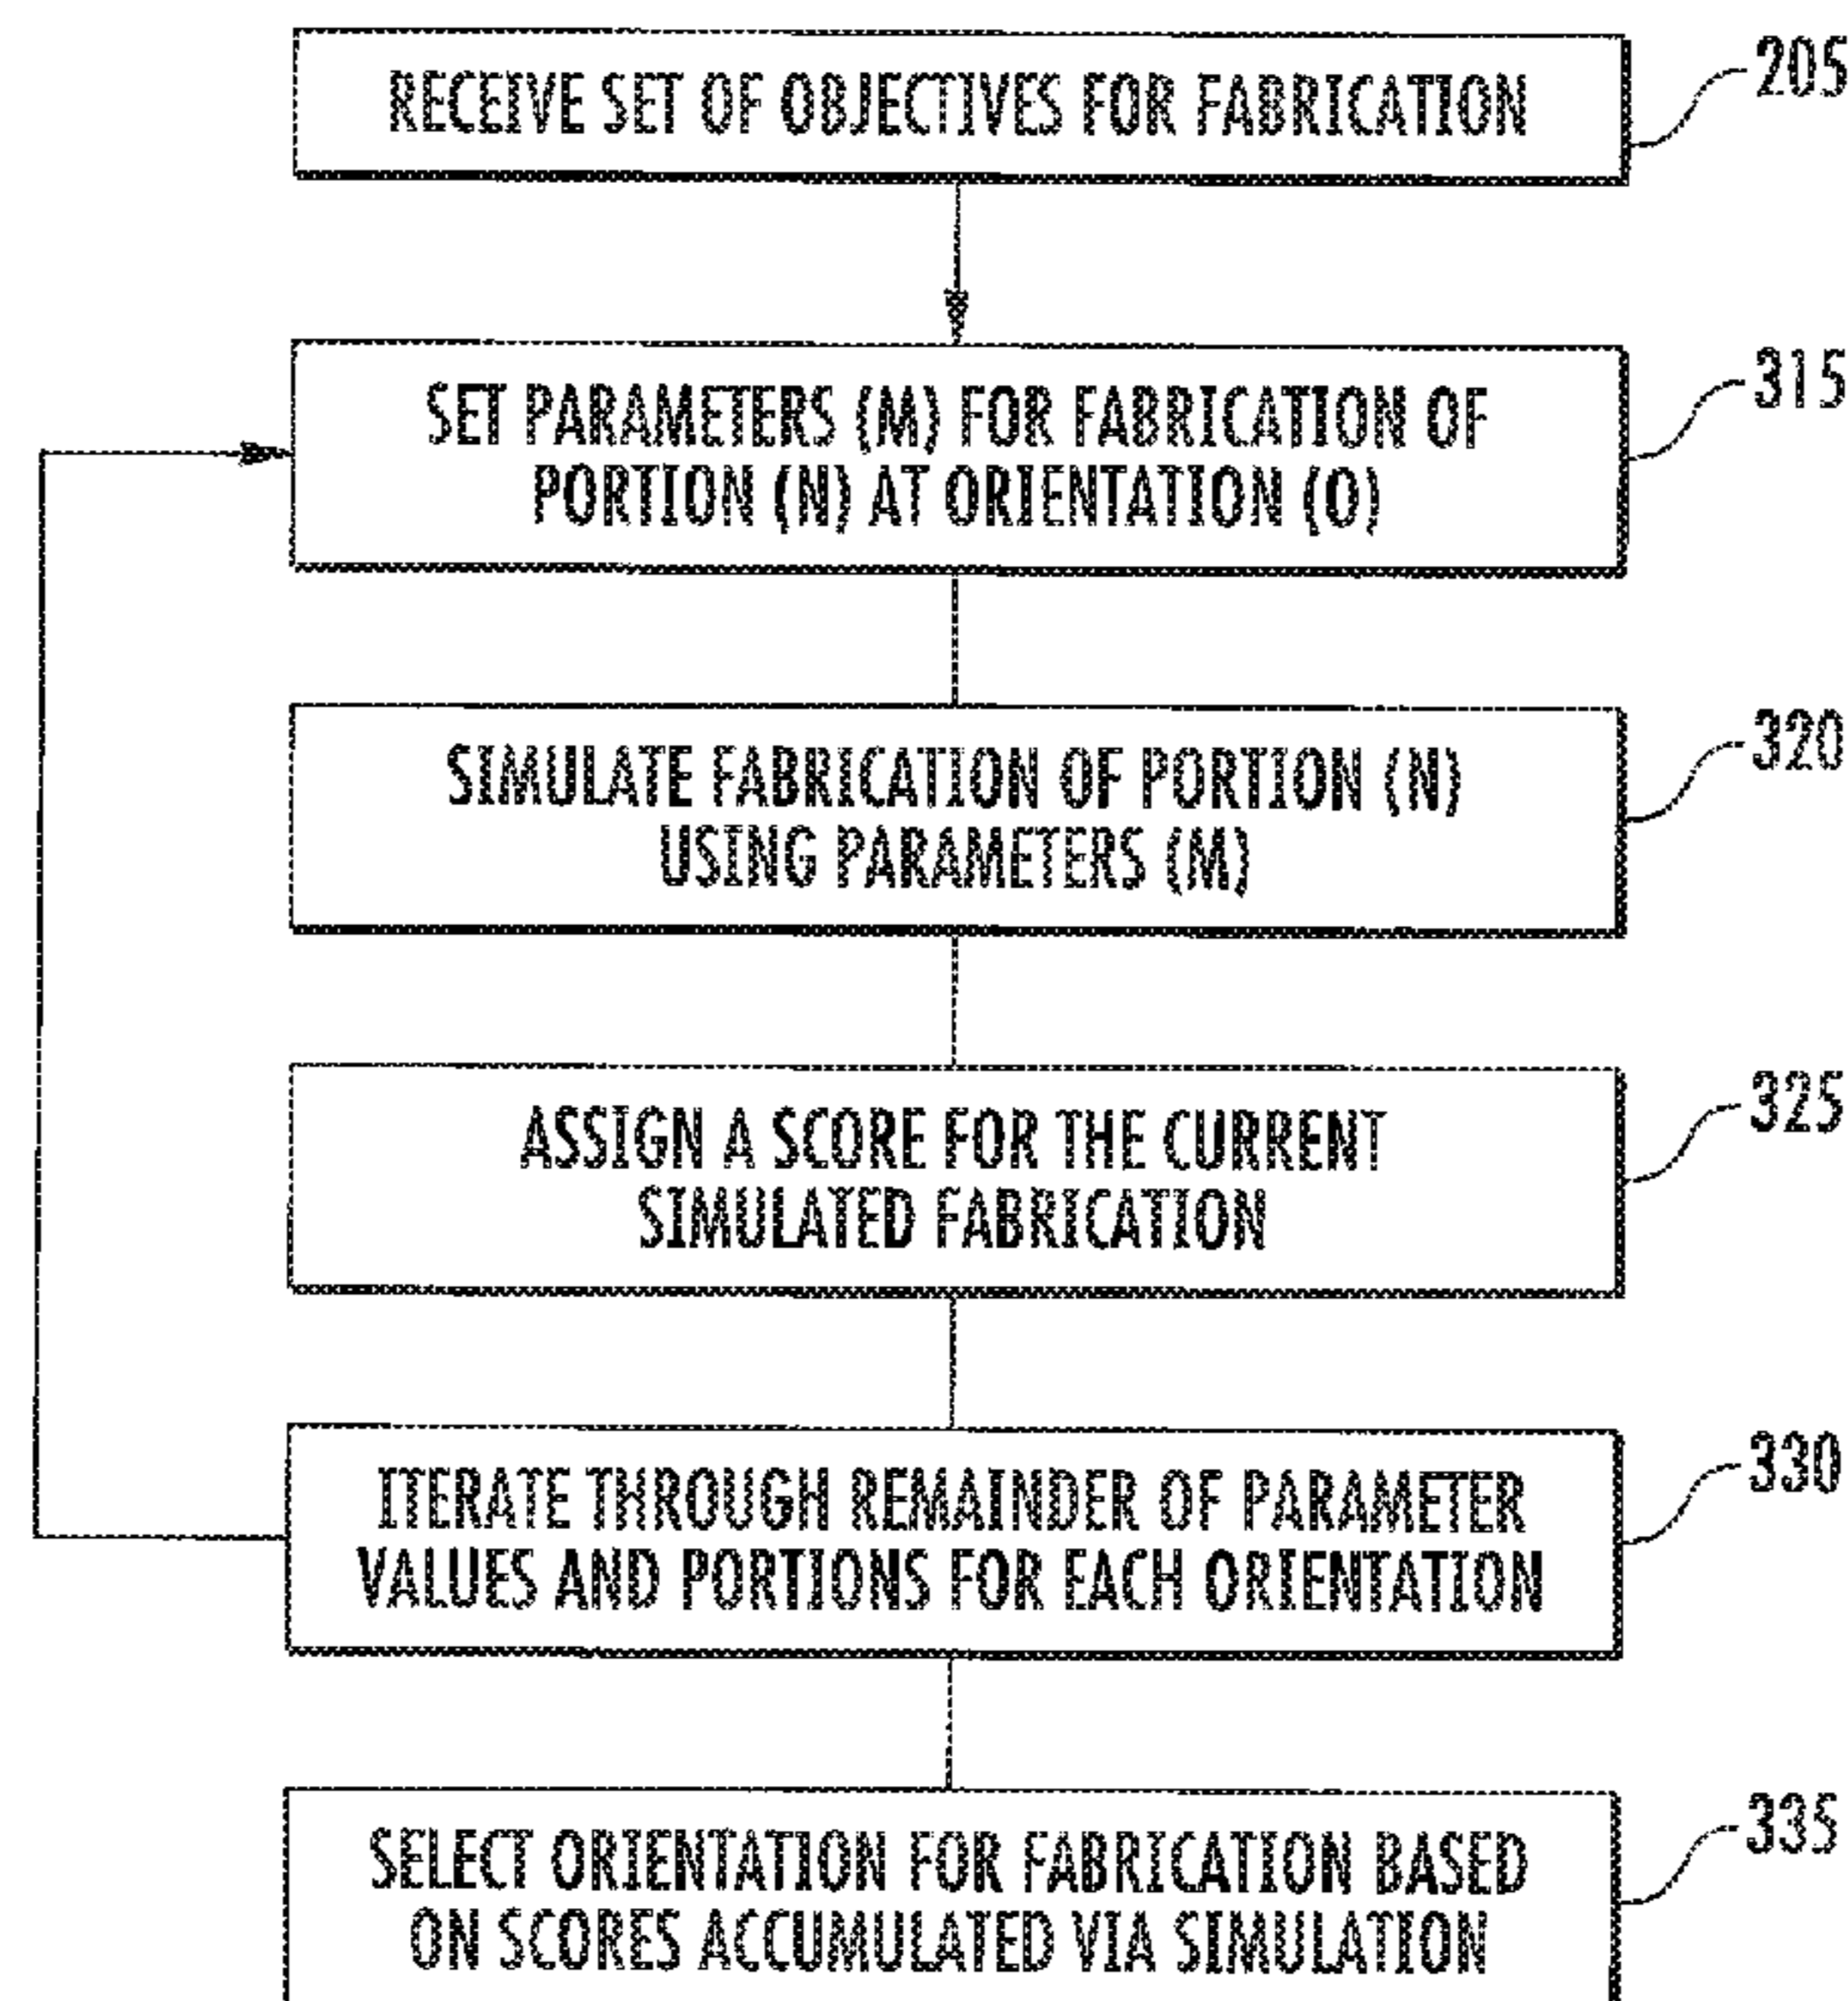 RECEIVE SET OF OBJECTIVES FOR FABRICATION
205
SET PARAMETERS (M) FOR FABRICATION OF
PORTION (N) AT ORIENTATION (O)
315
SIMULATE FABRICATION OF PORTION (N)
USING PARAMETERS (M)
320
ASSIGN A SCORE FOR THE CURRENT
SIMULATED FABRICATION
325
ITERATE THROUGH REMAINDER OF PARAMETER
VALUES AND PORTIONS FOR EACH ORIENTATION
330
SELECT ORIENTATION FOR FABRICATION BASED
ON SCORES ACCUMULATED VIA SIMULATION
335